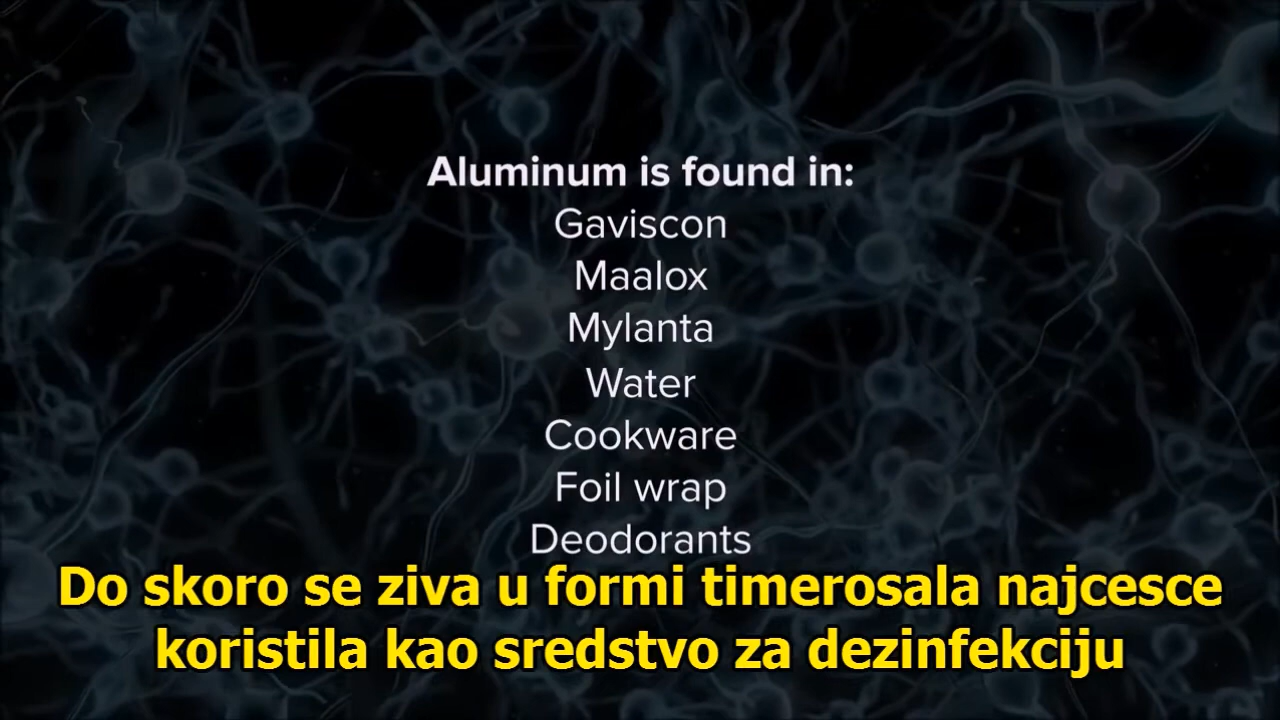 Aluminum is found in:
Gaviscon
Maalox
Mylanta
Water
Cookware
Foil wrap
Deodorants
Do skoro se ziva u formi timerosala najcesce
koristila kao sredstvo za dezinfekciju